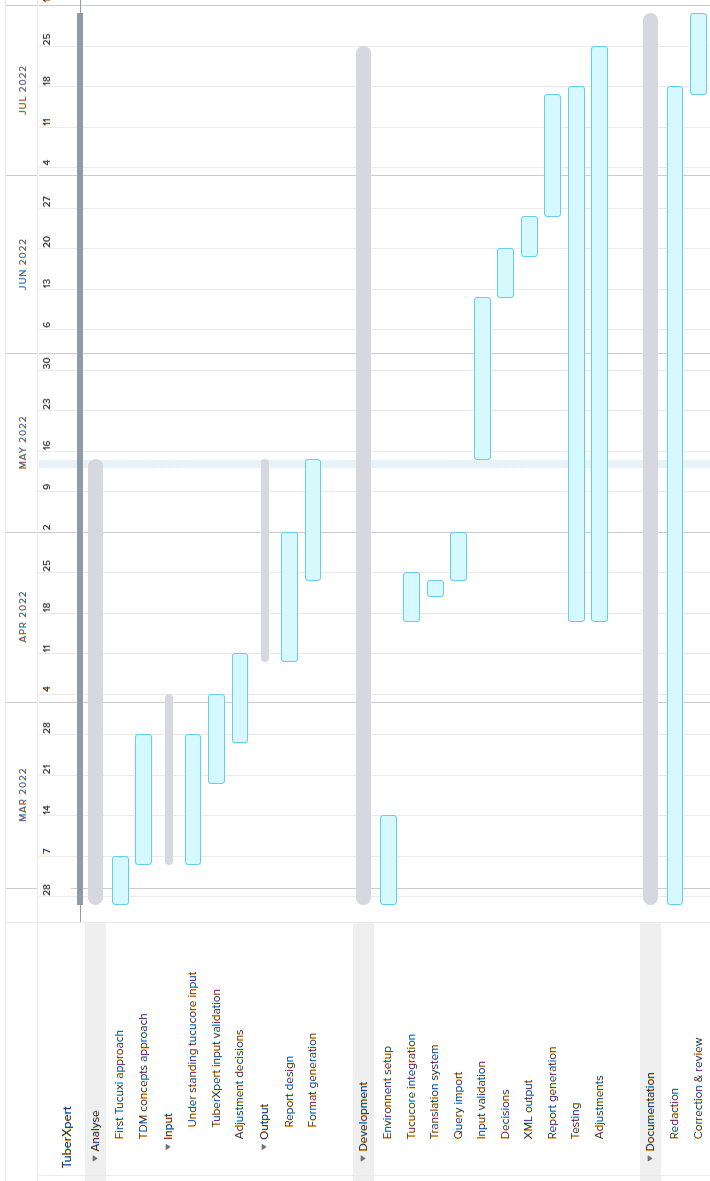 MAR 2022
APR 2022
MAY 2022
JUN 2022
JUL 2022
28
7
14
21
28
4
11
18
25
2
9
16
23
30
6
13
20
27
4
11
18
25
TuberXpert
Analyse
First Tucuxi approach
TDM concepts approach
Input
Under standing tucucore input
TuberXpert input validation
Adjustment decisions
Output
Report design
Format generation
Development
Environnent setup
Tucucore integration
Translation system
Query import
Input validation
Decisions
XML output
Report generation
Testing
Adjustments
Documentation
Redaction
Correction & review